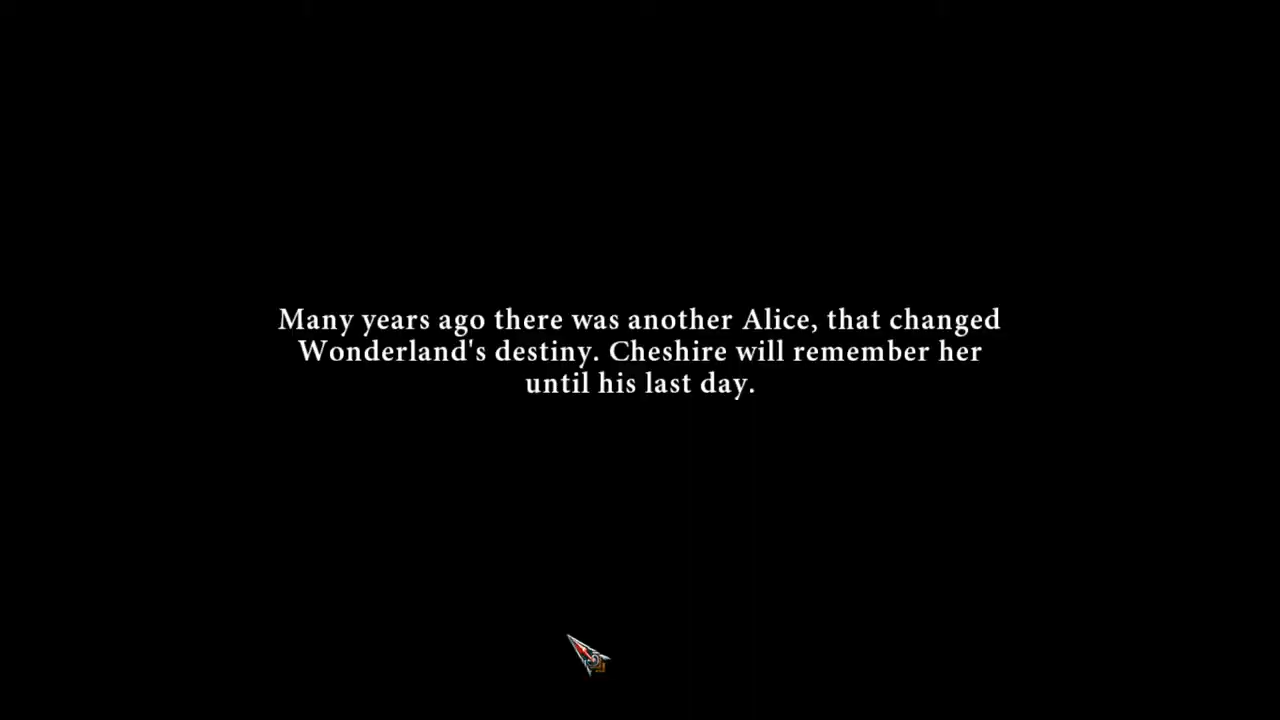 Many years ago there was another Alice, that changed
Wonderland's destiny. Cheshire will remember her
until his last day.